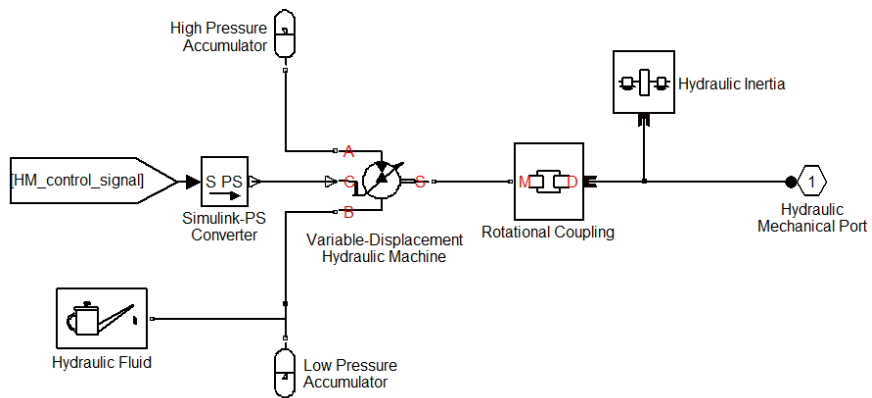 High Pressure
Accumulator
Hydraulic Inertia
A
[HM_control_signal]
S PS
C
S
M
D
1
B
Simulink-PS
Converter
Variable-Displacement
Hydraulic Machine
Rotational Coupling
Hydraulic
Mechanical Port
Hydraulic Fluid
Low Pressure
Accumulator